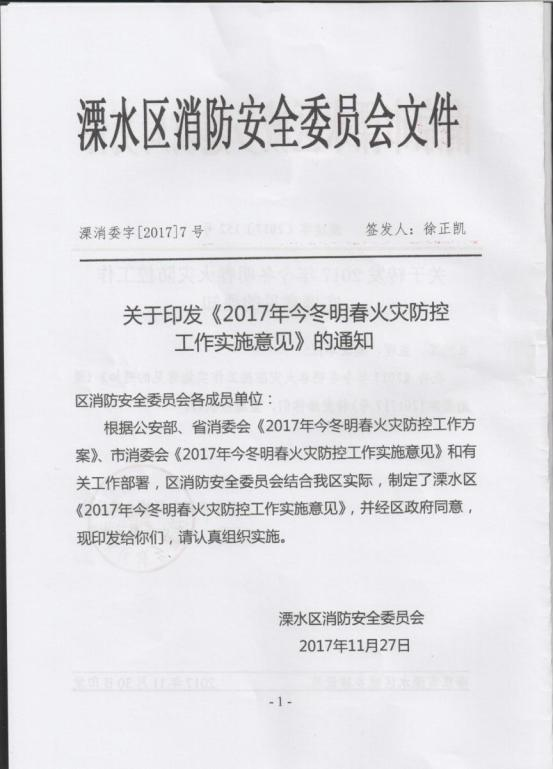 溧水区消防安全委员会文件
溧消委字[2017]7号 签发人：徐正凯
关于印发《2017年今冬明春火灾防控
工作实施意见》的通知
区消防安全委员会各成员单位：
根据公安部、省消委会《2017年今冬明春火灾防控工作方
案》、市消委会《2017年今冬明春火灾防控工作实施意见》和有
关工作部署，区消防安全委员会结合我区实际，制定了溧水区
《2017年今冬明春火灾防控工作实施意见》，并经区政府同意，
现印发给你们，请认真组织实施。
溧水区消防安全委员会
2017年11月27日
- 1 -